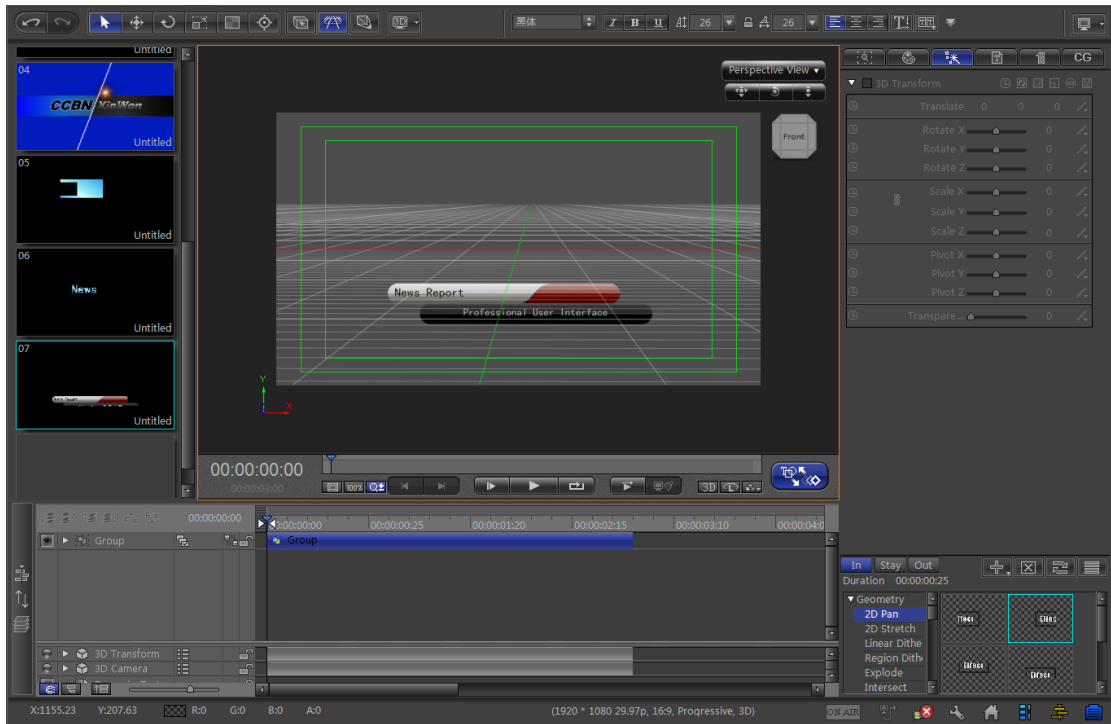 黑体
I B U 26 26
CG
Untitled
04
CCBN XinWen
Untitled
05
Untitled
06
News
Untitled
07
Untitled
Perspective View
Front
News Report
Professional User Interface
Y
X
3D Transform
Translate 0 0 0
Rotate X 0
Rotate Y 0
Rotate Z 0
Scale X 0
Scale Y 0
Scale Z 0
Pivot X 0
Pivot Y 0
Pivot Z 0
Transpare... 0
00:00:00:00
00:00:03:00
100%
3D
00:00:00:00
00:00:00:00 00:00:00:25 00:00:01:20 00:00:02:15 00:00:03:10 00:00:04:0
Group
Group
3D Transform
3D Camera
In Stay Out
Duration 00:00:00:25
Geometry
2D Pan
2D Stretch
Linear Dithe
Region Dithe
Explode
Intersect
X:1155.23 Y:207.63 R:0 G:0 B:0 A:0
(1920 * 1080 29.97p, 16:9, Progressive, 3D)
ON AIR